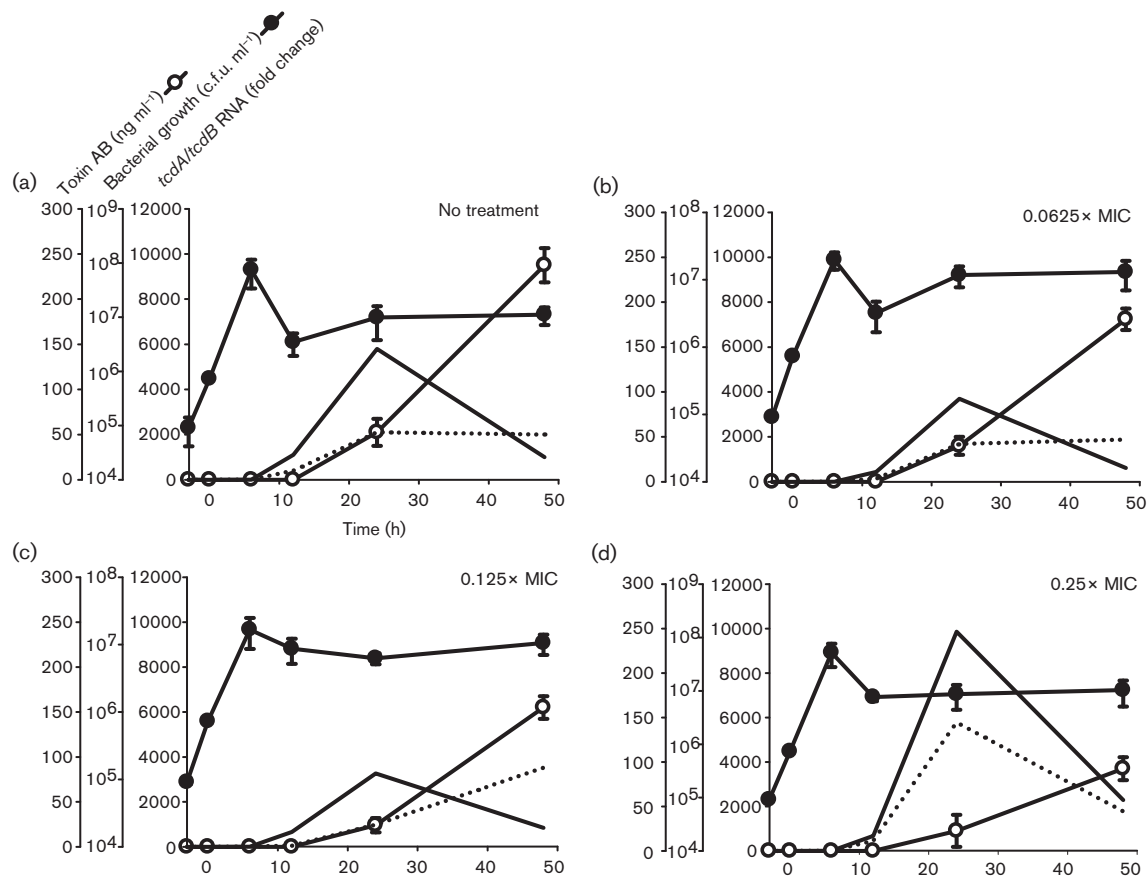 Toxin AB (ng ml⁻¹)
Bacterial growth (c.f.u. ml⁻¹)
tcdA/tcdB RNA (fold change)
(a)
No treatment
300 10⁹ 12000
250 10⁸ 10000
200 10⁷ 8000
150 6000
100 10⁶ 4000
50 10⁵ 2000
0 10⁴ 0
0 10 20 30 40 50
Time (h)
(b)
0.0625× MIC
300 10⁸ 12000
250 10⁷ 10000
200 8000
150 10⁶ 6000
100 4000
50 10⁵ 2000
0 10⁴ 0
0 10 20 30 40 50
(c)
0.125× MIC
300 10⁸ 12000
250 10⁷ 10000
200 8000
150 10⁶ 6000
100 4000
50 10⁵ 2000
0 10⁴ 0
0 10 20 30 40 50
(d)
0.25× MIC
300 10⁹ 12000
250 10⁸ 10000
200 10⁷ 8000
150 6000
100 10⁶ 4000
50 10⁵ 2000
0 10⁴ 0
0 10 20 30 40 50